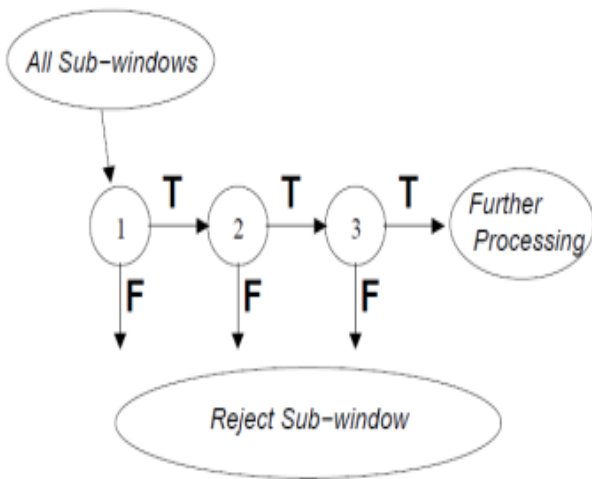 All Sub−windows
T
T
T
1
2
3
Further
Processing
F
F
F
Reject Sub−window